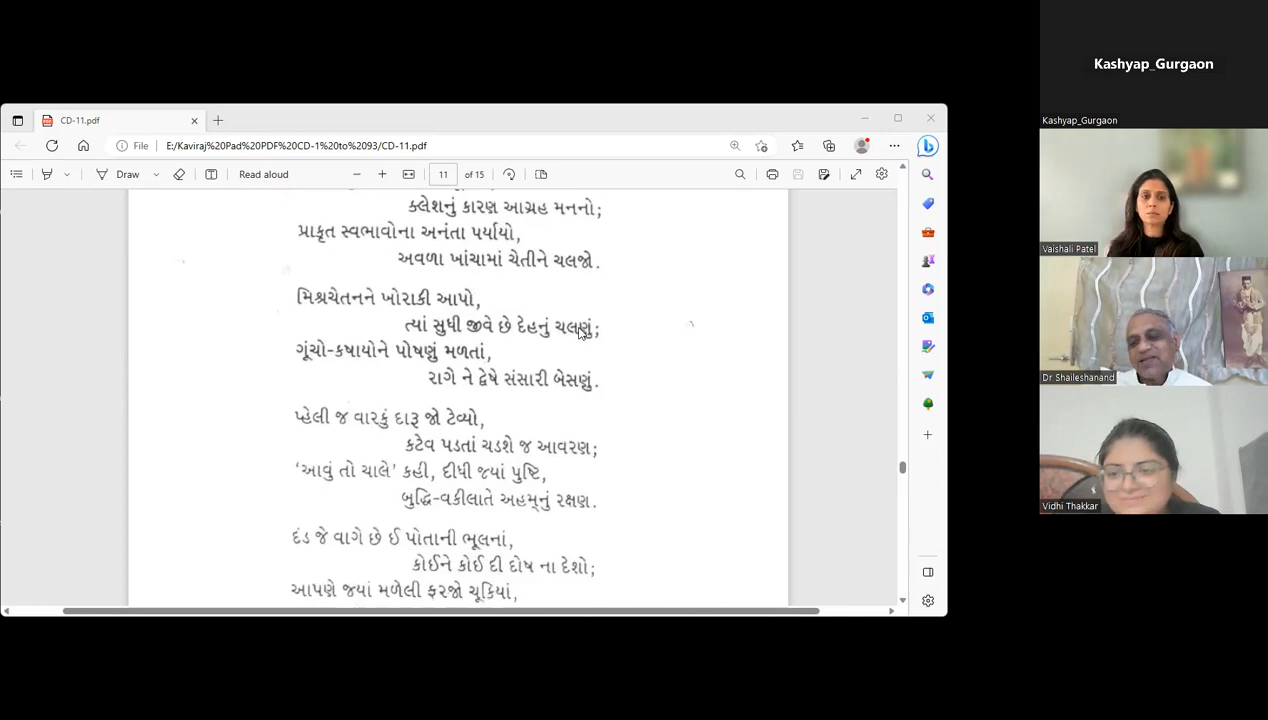 Kashyap_Gurgaon
Kashyap_Gurgaon
CD-11.pdf
File
E:/Kaviraj%20Pad%20PDF%20CD-1%20to%2093/CD-11.pdf
Draw
Read aloud
11 of 15
Vaishali Patel
Dr Shaileshanand
Vidhi Thakkar
ક્લેશનું કારણ આગ્રહ મનનો;
પ્રાકૃત સ્વભાવોના અનંતા પર્યાયો,
અવળા ખાંચામાં ચેતીને ચલજો.
મિશ્રચેતનને ખોરાકી આપો,
ત્યાં સુધી જીવે છે દેહનું ચલણું;
ગૂંચો-કષાયોને પોષણું મળતાં,
રાગે ને દ્વેષે સંસારી બેસણું.
પ્હેલી જ વારકું દારૂ જો ટેવ્યો,
કટેવ પડતાં ચડશે જ આવરણ;
‘આવું તો ચાલે’ કહી, દીધી જ્યાં પુષ્ટિ,
બુદ્ધિ-વકીલાતે અહમ્‌નું રક્ષણ.
દંડ જે વાગે છે ઈ પોતાની ભૂલનાં,
કોઈને કોઈ દી દોષ ના દેશો;
આપણે જ્યાં મળેલી ફરજો ચૂકિયાં,